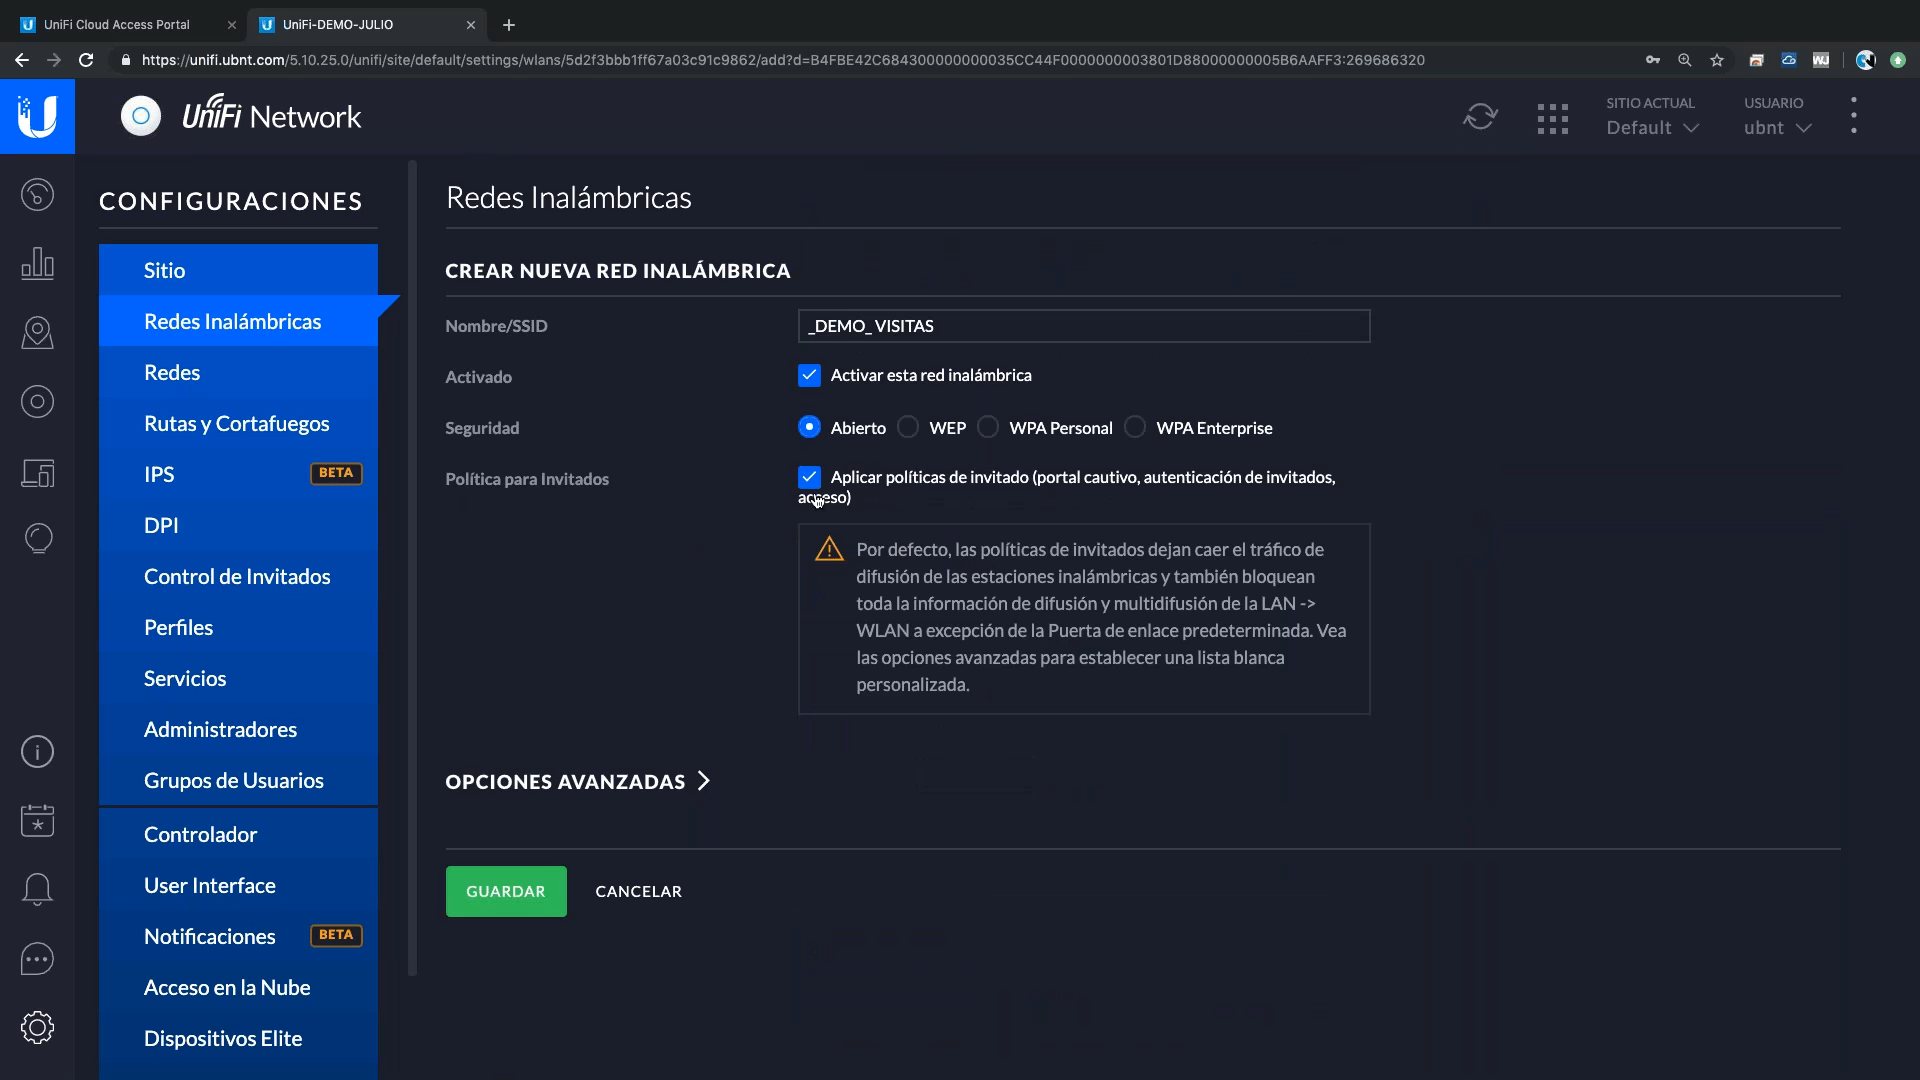 UniFi Cloud Access Portal
UniFi-DEMO-JULIO
https://unifi.ubnt.com/5.10.25.0/unifi/site/default/settings/wlans/5d2f3bbb1ff67a03c91c9862/add?d=B4FBE42C684300000000035CC44F0000000003801D88000000005B6AAFF3:269686320
UniFi Network
SITIO ACTUAL
Default
USUARIO
ubnt
CONFIGURACIONES
Sitio
Redes Inalámbricas
Redes
Rutas y Cortafuegos
IPS BETA
DPI
Control de Invitados
Perfiles
Servicios
Administradores
Grupos de Usuarios
Controlador
User Interface
Notificaciones BETA
Acceso en la Nube
Dispositivos Elite
Redes Inalámbricas
CREAR NUEVA RED INALÁMBRICA
Nombre/SSID _DEMO_VISITAS
Activado Activar esta red inalámbrica
Seguridad Abierto WEP WPA Personal WPA Enterprise
Política para Invitados Aplicar políticas de invitado (portal cautivo, autenticación de invitados,
acceso)
Por defecto, las políticas de invitados dejan caer el tráfico de
difusión de las estaciones inalámbricas y también bloquean
toda la información de difusión y multidifusión de la LAN ->
WLAN a excepción de la Puerta de enlace predeterminada. Vea
las opciones avanzadas para establecer una lista blanca
personalizada.
OPCIONES AVANZADAS
GUARDAR CANCELAR